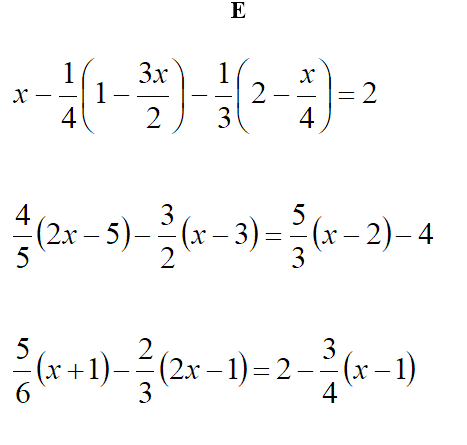 E
x − 1/4(1 − 3x/2) − 1/3(2 − x/4) = 2
4/5(2x − 5) − 3/2(x − 3) = 5/3(x − 2) − 4
5/6(x + 1) − 2/3(2x − 1) = 2 − 3/4(x − 1)